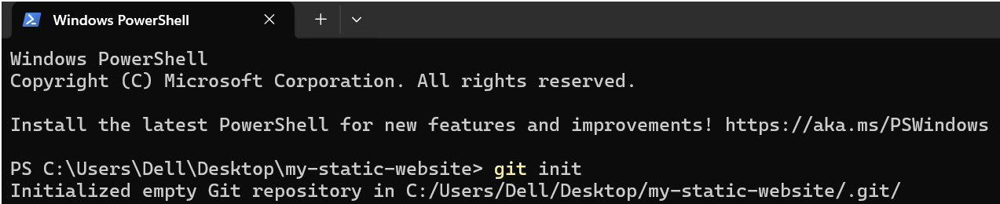 Windows PowerShell
Windows PowerShell
Copyright (C) Microsoft Corporation. All rights reserved.
Install the latest PowerShell for new features and improvements! https://aka.ms/PSWindows
PS C:\Users\Dell\Desktop\my-static-website> git init
Initialized empty Git repository in C:/Users/Dell/Desktop/my-static-website/.git/